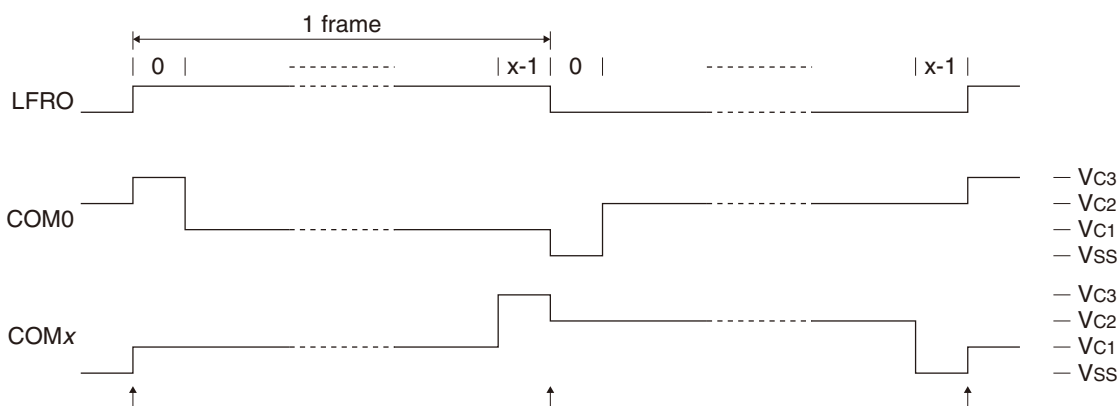 1 frame
0 x-1 0 x-1
LFRO
COM0
VC3
VC2
VC1
VSS
COMx
VC3
VC2
VC1
VSS